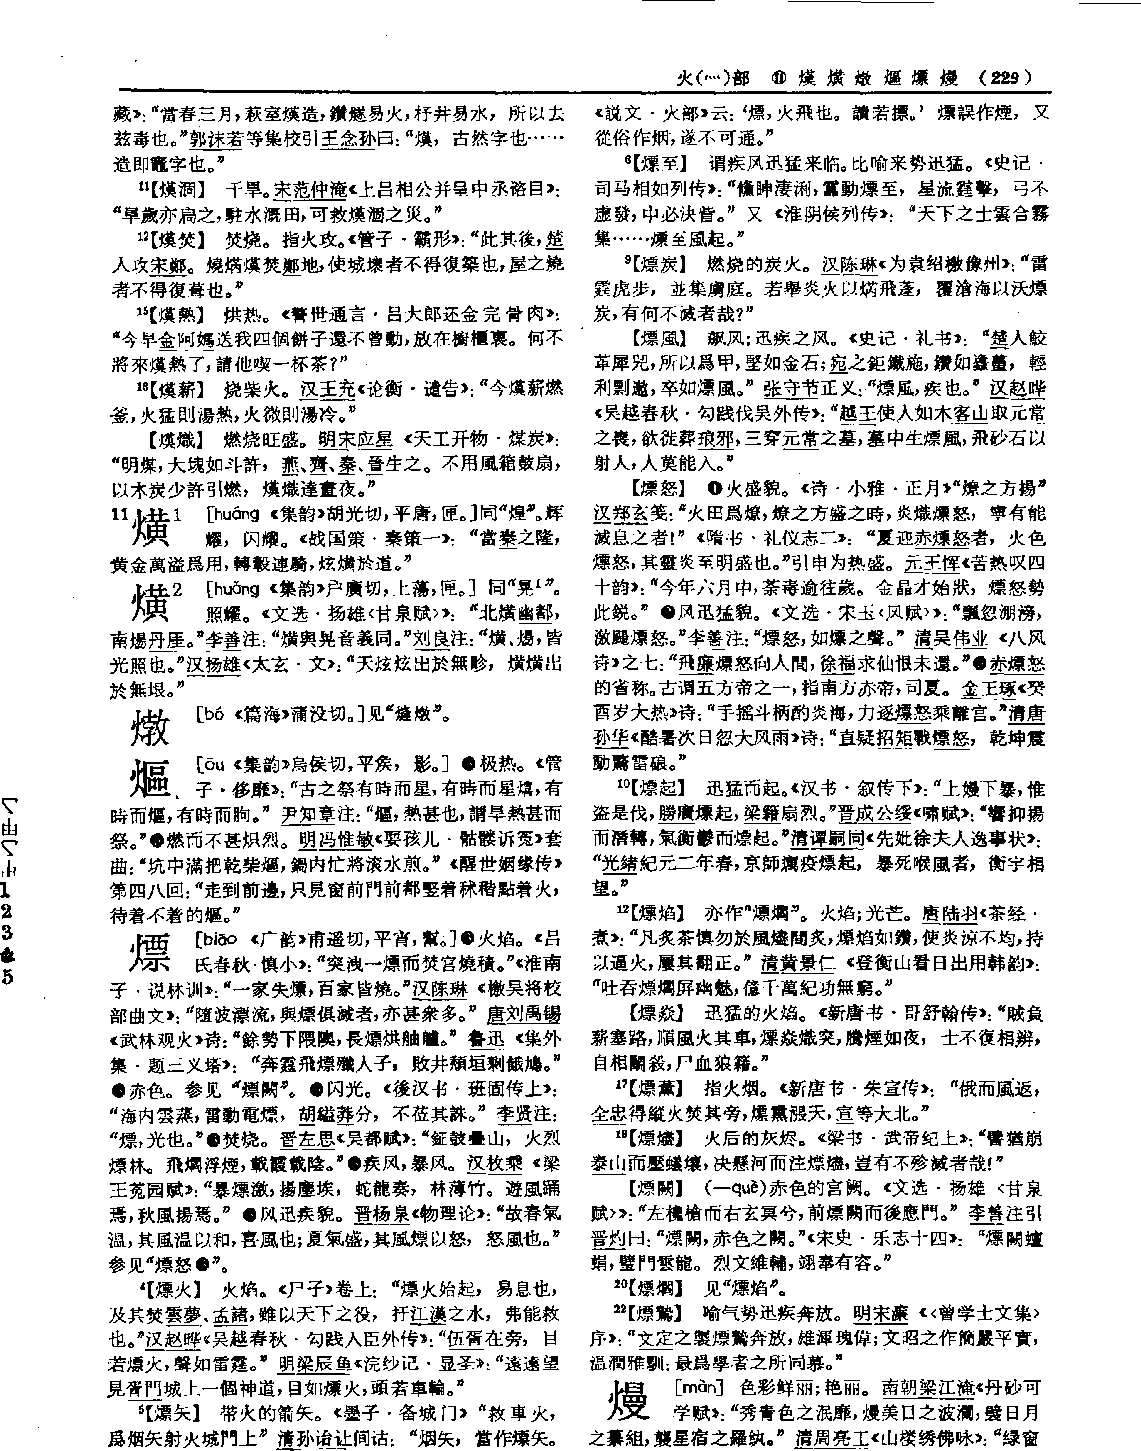 火(灬)部 ⑪ 熯 熿 燉 熰 熛 熳 (229)
藏》:“當春三月,萩室熯造,鑽燧易火,杼井易水,所以去
兹毒也。”郭沫若等集校引王念孙曰:“熯,古然字也……
造即竈字也。”
11【熯涸】 干旱。宋范仲淹《上吕相公并呈中丞谘目》:
“旱歲亦扃之,駐水溉田,可救熯涸之災。”
12【熯焚】 焚烧。指火攻。《管子·霸形》:“此其後,楚
人攻宋鄭。燒焫熯焚鄭地,使城壞者不得復築也,屋之燒
者不得復葺也。”
15【熯熱】 烘热。《警世通言·吕大郎还金完骨肉》:
“今早金阿媽送我四個餅子還不曾動,放在櫥櫃裏。何不
將來熯熱了,請他喫一杯茶?”
16【熯薪】 烧柴火。汉王充《论衡·谴告》:“今熯薪燃
釜,火猛則湯熱,火微則湯冷。”
【熯熾】 燃烧旺盛。明宋应星《天工开物·煤炭》:
“明煤,大塊如斗許,燕、齊、秦、晉生之。不用風箱鼓扇,
以木炭少許引燃,熯熾達晝夜。”
11熿1 [huáng《集韵》胡光切,平唐,匣。]同“煌”。辉
耀,闪耀。《战国策·秦策一》:“當秦之隆,
黄金萬溢爲用,轉轂連騎,炫熿於道。”
熿2 [huǎng《集韵》户廣切,上蕩,匣。] 同“晃1”。
照耀。《文选·扬雄〈甘泉赋〉》:“北熿幽都,
南煬丹厓。”李善注:“熿與晃音義同。”刘良注:“熿、煬,皆
光照也。”汉扬雄《太玄·文》:“天炫炫出於無畛,熿熿出
於無垠。”
燉 [bó《篇海》蒲没切。]见“熢燉”。
熰 [ōu《集韵》烏侯切,平矦,影。] ❶极热。《管
子·侈靡》:“古之祭有時而星,有時而星熺,有
時而熰,有時而朐。”尹知章注:“熰,熱甚也,謂旱熱甚而
祭。”❷燃而不甚炽烈。明冯惟敏《耍孩儿·骷髅诉冤》套
曲:“坑中滿把乾柴熰,鍋内忙將滚水煎。”《醒世姻缘传》
第四八回:“走到前邊,只見窗前門前都竪着秫稭點着火,
待着不着的熰。”
熛 [biāo《广韵》甫遥切,平宵,幫。]❶火焰。《吕
氏春秋·慎小》:“突洩一熛而焚宫燒積。”《淮南
子·说林训》:“一家失熛,百家皆燒。”汉陈琳《檄吴将校
部曲文》:“隨波漂流,與熛俱滅者,亦甚衆多。”唐刘禹锡
《武林观火》诗:“餘勢下隈隩,長熛烘舳艫。”鲁迅《集外
集·题三义塔》:“奔霆飛熛殲人子,敗井頽垣剩餓鳩。”
❷赤色。参见“熛闕”。❸闪光。《後汉书·班固传上》:
“海内雲蒸,雷動電熛,胡縊莽分,不莅其誅。”李贤注:
“熛,光也。”❹焚烧。晋左思《吴都赋》:“鉦鼓疊山,火烈
熛林。飛爓浮煙,載霞載陰。”❺疾风,暴风。汉枚乘《梁
王菟园赋》:“暴熛激,揚塵埃,蛇龍奏,林薄竹。遊風踊
焉,秋風揚焉。”❻风迅疾貌。晋杨泉《物理论》:“故春氣
温,其風温以和,喜風也;夏氣盛,其風熛以怒,怒風也。”
参见“熛怒❷”。
4【熛火】 火焰。《尸子》卷上:“熛火始起,易息也,
及其焚雲夢、孟諸,雖以天下之役,抒江漢之水,弗能救
也。”汉赵晔《吴越春秋·勾践入臣外传》:“伍胥在旁,目
若熛火,聲如雷霆。”明梁辰鱼《浣纱记·显圣》:“遠遠望
見胥門城上一個神道,目如熛火,頭若車輪。”
5【熛矢】 带火的箭矢。《墨子·备城门》“救車火,
爲烟矢射火城門上”清孙诒让间诂:“烟矢,當作熛矢。
《説文·火部》云:‘熛,火飛也。讀若摽。’熛誤作煙,又
從俗作烟,遂不可通。”
6【熛至】 谓疾风迅猛来临。比喻来势迅猛。《史记·
司马相如列传》:“儵眒淒浰,靁動熛至,星流霆擊,弓不
虚發,中必決眥。”又《淮阴侯列传》:“天下之士雲合霧
集……熛至風起。”
9【熛炭】 燃烧的炭火。汉陈琳《为袁绍檄豫州》:“雷
霆虎步,並集虜庭。若舉炎火以焫飛蓬,覆滄海以沃熛
炭,有何不滅者哉?”
【熛風】 飙风;迅疾之风。《史记·礼书》:“楚人鮫
革犀兕,所以爲甲,堅如金石;宛之鉅鐵施,鑽如蠭蠆,輕
利剽遬,卒如熛風。”张守节正义:“熛風,疾也。”汉赵晔
《吴越春秋·勾践伐吴外传》:“越王使人如木客山取元常
之喪,欲徙葬琅邪,三穿元常之墓,墓中生熛風,飛砂石以
射人,人莫能入。”
【熛怒】 ❶火盛貌。《诗·小雅·正月》“燎之方揚”
汉郑玄笺:“火田爲燎,燎之方盛之時,炎熾熛怒,寧有能
滅息之者!”《隋书·礼仪志二》:“夏迎赤熛怒者,火色
熛怒,其靈炎至明盛也。”引申为热盛。元王恽《苦热叹四
十韵》:“今年六月中,荼毒逾往歲。金晶才始狀,熛怒勢
此鋭。”❷风迅猛貌。《文选·宋玉〈风赋〉》:“飄忽淜滂,
激颺熛怒。”李善注:“熛怒,如熛之聲。”清吴伟业《八风
诗》之七:“飛廉熛怒向人間,徐福求仙恨未還。”❸赤熛怒
的省称。古谓五方帝之一,指南方赤帝,司夏。金王琢《癸
酉岁大热》诗:“手摇斗柄酌炎海,力逐熛怒乘離宫。”清唐
孙华《酷暑次日忽大风雨》诗:“直疑招矩戰熛怒,乾坤震
動驚雷硠。”
10【熛起】 迅猛而起。《汉书·叙传下》:“上嫚下暴,惟
盗是伐,勝廣熛起,梁籍扇烈。”晋成公绥《啸赋》:“響抑揚
而潛轉,氣衝鬱而熛起。”清谭嗣同《先妣徐夫人逸事状》:
“光緒紀元二年春,京師癘疫熛起,暴死喉風者,衡宇相
望。”
12【熛焰】 亦作“熛爓”。火焰;光芒。唐陆羽《茶经·
煮》:“凡炙茶慎勿於風燼間炙,熛焰如鑽,使炎涼不均,持
以逼火,屢其翻正。”清黄景仁《登衡山看日出用韩韵》:
“吐吞熛爓屏幽魅,億千萬紀功無窮。”
【熛焱】 迅猛的火焰。《新唐书·哥舒翰传》:“賊負
薪塞路,順風火其車,熛焱熾突,騰煙如夜,士不復相辨,
自相鬬殺,尸血狼籍。”
17【熛薰】 指火烟。《新唐书·朱宣传》:“俄而風返,
全忠得縱火焚其旁,熛熏漲天,宣等大北。”
18【熛燼】 火后的灰烬。《梁书·武帝纪上》:“譬猶崩
泰山而壓蟻壤,決懸河而注熛燼,豈有不殄滅者哉!”
【熛闕】 (—què)赤色的宫阙。《文选·扬雄〈甘泉
赋〉》:“左欃槍而右玄冥兮,前熛闕而後應門。”李善注引
晋灼曰:“熛闕,赤色之闕。”《宋史·乐志十四》:“熛闕蟺
蜎,璧門雲龍。烈文維輔,翊奉有容。”
20【熛爓】 见“熛焰”。
22【熛驁】 喻气势迅疾奔放。明宋濂《〈曾学士文集〉
序》:“文定之製熛驁奔放,雄渾瑰偉;文昭之作簡嚴平實,
温潤雅馴;最爲學者之所同慕。”
熳 [màn] 色彩鲜丽;艳丽。南朝梁江淹《丹砂可
学赋》:“秀青色之泯靡,熳美目之波瀾,襞日月
之纂組,襲星宿之羅紈。”清周亮工《山楼绣佛咏》:“緑窗